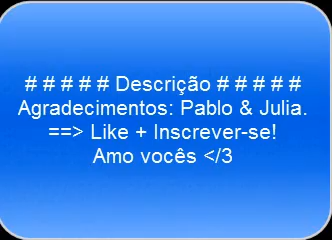 # # # # # Descrição # # # # #
Agradecimentos: Pablo & Julia.
==> Like + Inscrever-se!
Amo vocês </3